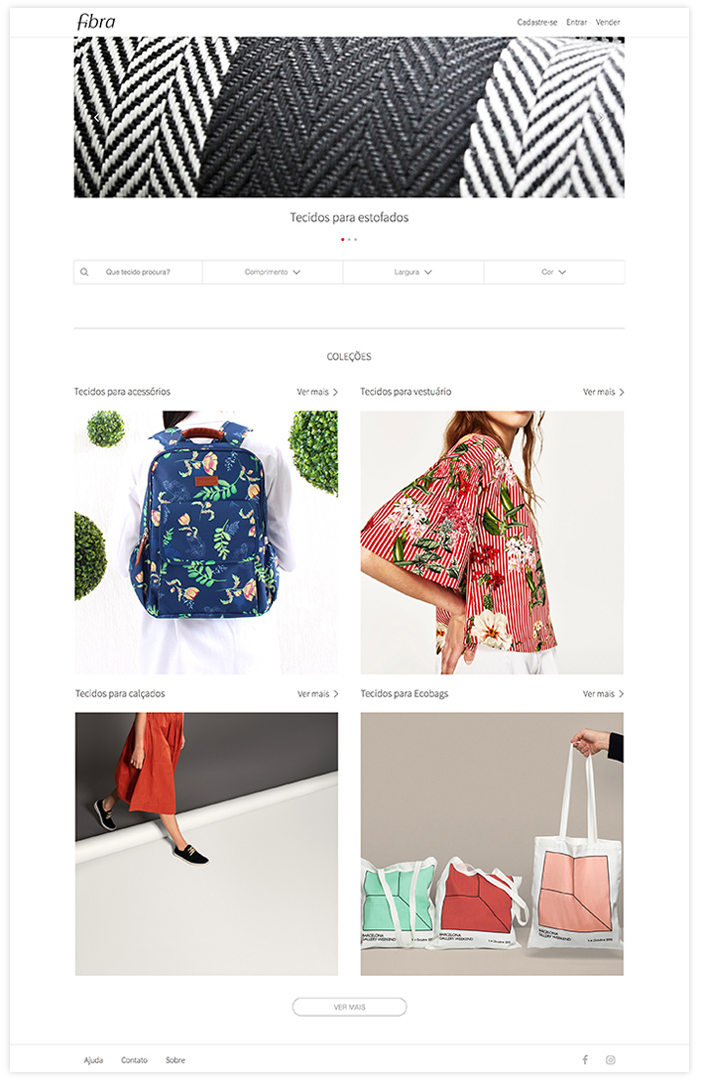 fibra
Cadastre-se Entrar Vender
Tecidos para estofados
Que tecido procura? Comprimento Largura Cor
COLEÇÕES
Tecidos para acessórios Ver mais
Tecidos para vestuário Ver mais
Tecidos para calçados Ver mais
Tecidos para Ecobags Ver mais
BARCELONA
GALLERY WEEKEND
BARCELONA
GALLERY WEEKEND
BARCELONA
GALLERY WEEKEND
VER MAIS
Ajuda Contato Sobre